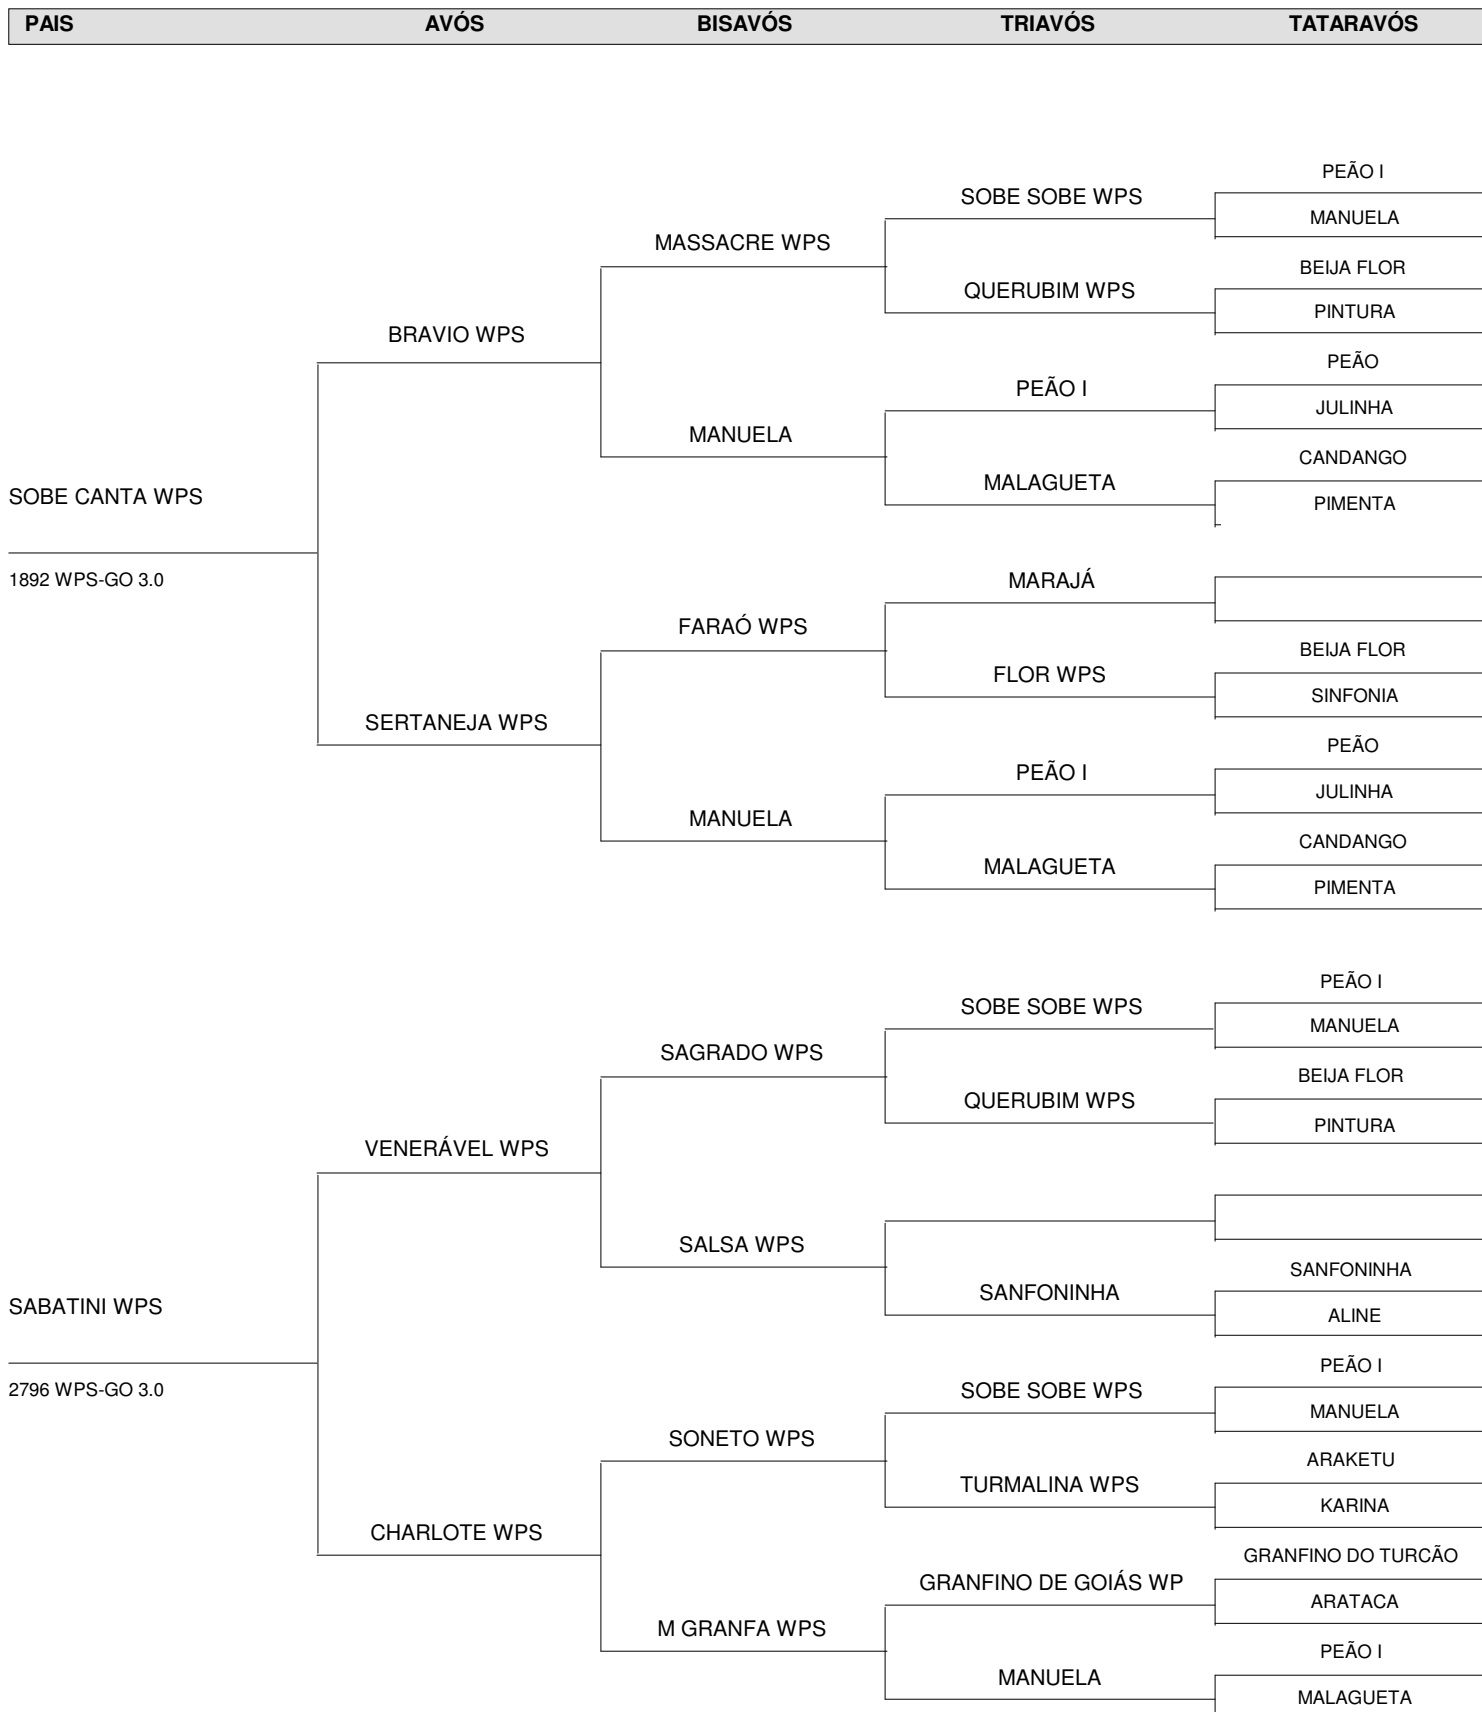 PAIS AVÓS BISAVÓS TRIAVÓS TATARAVÓS
PEÃO I
SOBE SOBE WPS
MANUELA
MASSACRE WPS
BEIJA FLOR
QUERUBIM WPS
PINTURA
BRAVIO WPS
PEÃO
PEÃO I
JULINHA
MANUELA
CANDANGO
MALAGUETA
SOBE CANTA WPS
PIMENTA
1892 WPS-GO 3.0
MARAJÁ
FARAÓ WPS
BEIJA FLOR
FLOR WPS
SINFONIA
SERTANEJA WPS
PEÃO
PEÃO I
JULINHA
MANUELA
CANDANGO
MALAGUETA
PIMENTA
PEÃO I
SOBE SOBE WPS
MANUELA
SAGRADO WPS
BEIJA FLOR
QUERUBIM WPS
PINTURA
VENERÁVEL WPS
SALSA WPS
SANFONINHA
SANFONINHA
SABATINI WPS
ALINE
PEÃO I
2796 WPS-GO 3.0
SOBE SOBE WPS
MANUELA
SONETO WPS
ARAKETU
TURMALINA WPS
KARINA
CHARLOTE WPS
GRANFINO DO TURCÃO
GRANFINO DE GOIÁS WP
ARATACA
M GRANFA WPS
PEÃO I
MANUELA
MALAGUETA